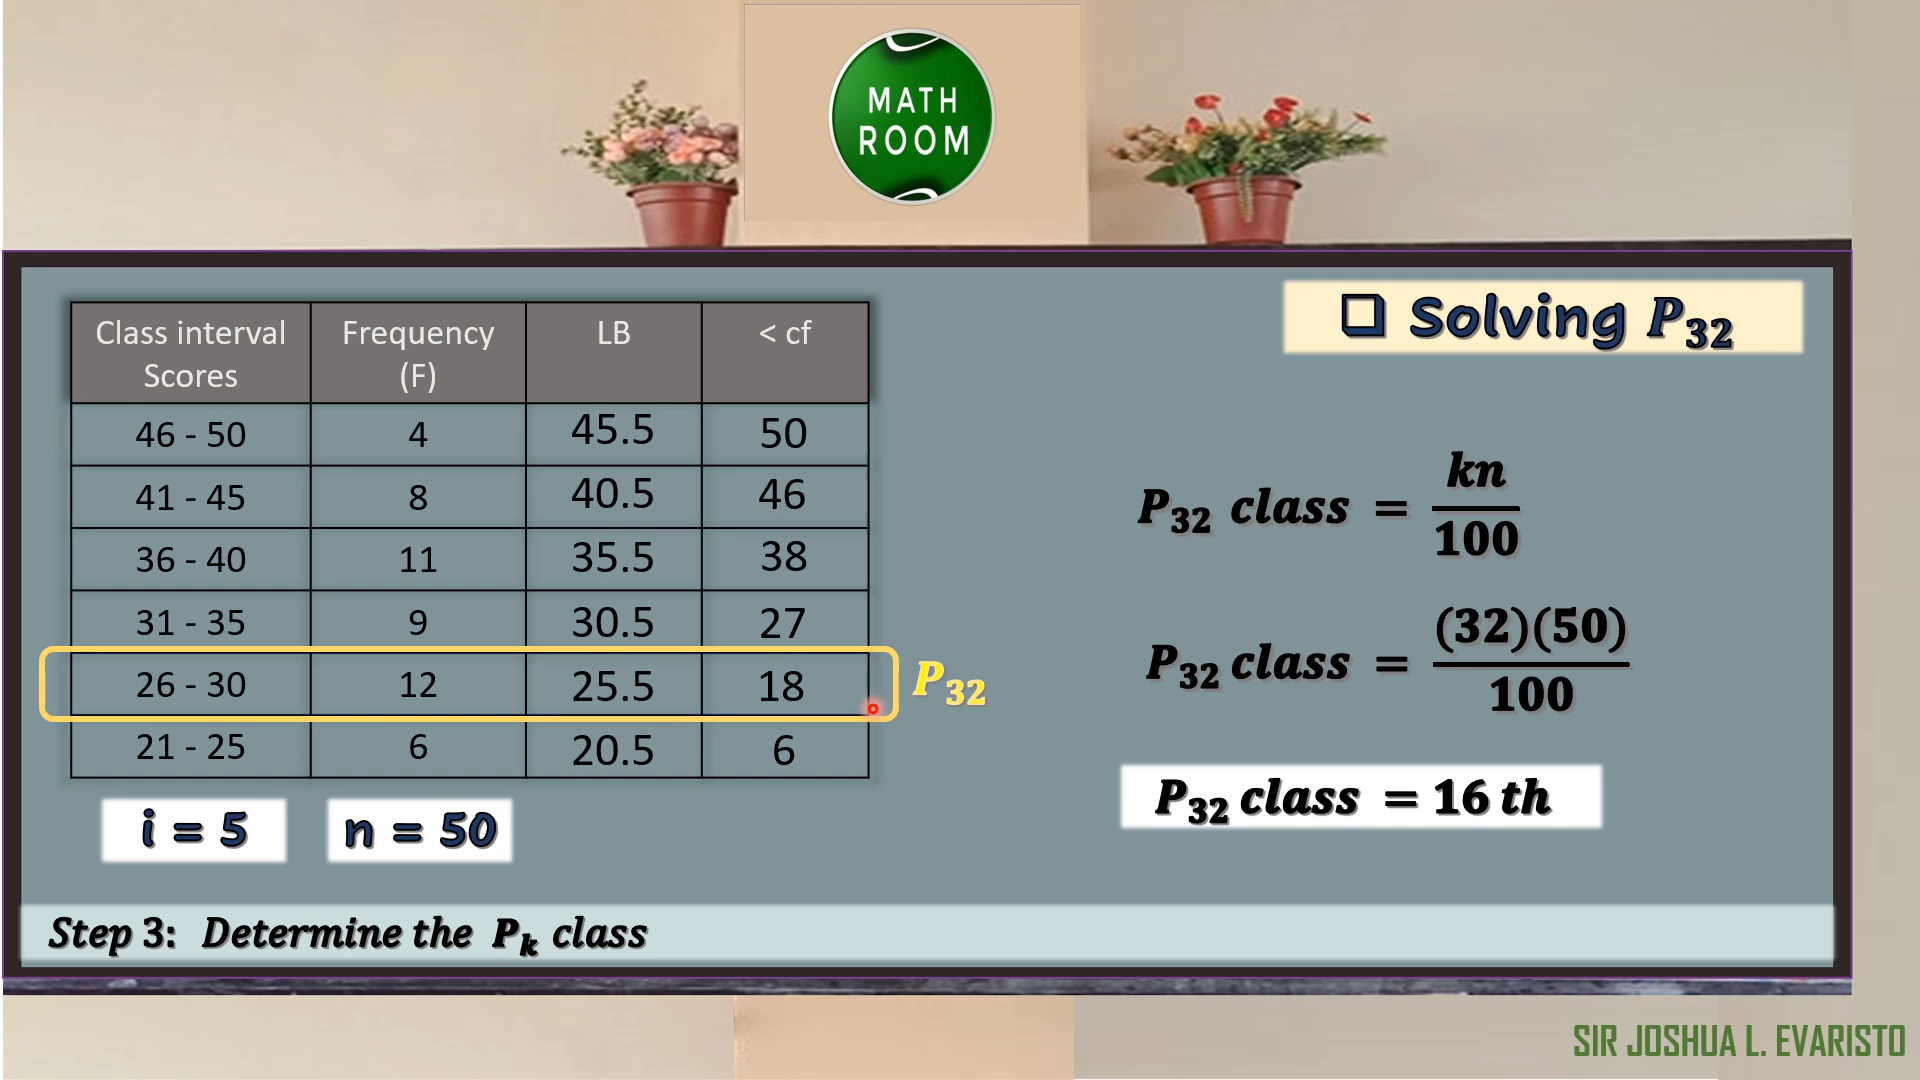 MATH
ROOM
Class interval Scores	Frequency (F)	LB	< cf
46 - 50	4	45.5	50
41 - 45	8	40.5	46
36 - 40	11	35.5	38
31 - 35	9	30.5	27
26 - 30	12	25.5	18
21 - 25	6	20.5	6
P₃₂
i = 5
n = 50
❑ Solving P₃₂
P₃₂ class = kn/100
P₃₂ class = (32)(50)/100
P₃₂ class = 16 th
Step 3: Determine the Pₖ class
SIR JOSHUA L. EVARISTO